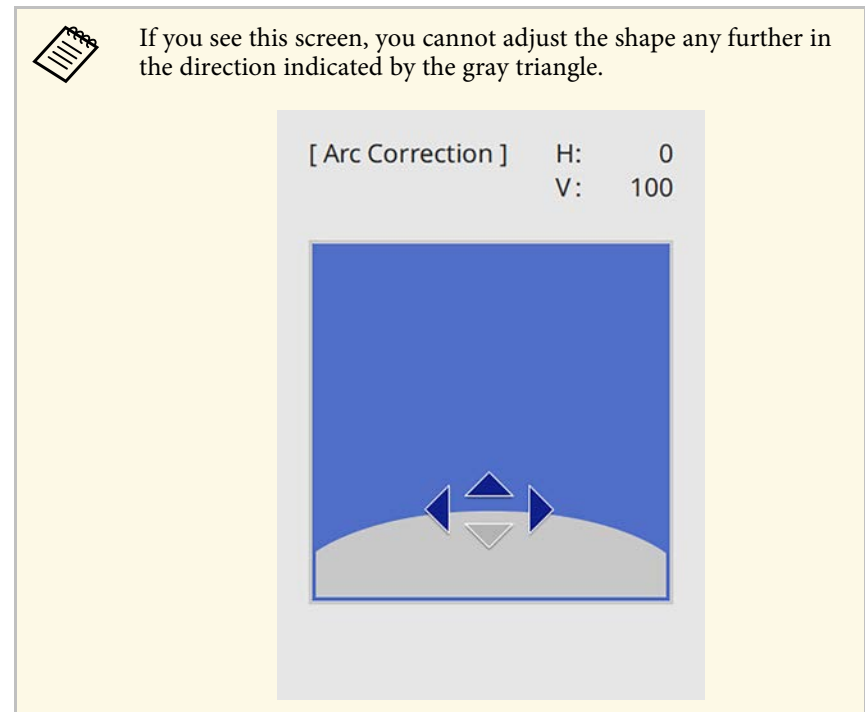 If you see this screen, you cannot adjust the shape any further in
the direction indicated by the gray triangle.
[ Arc Correction ] H: 0
V: 100